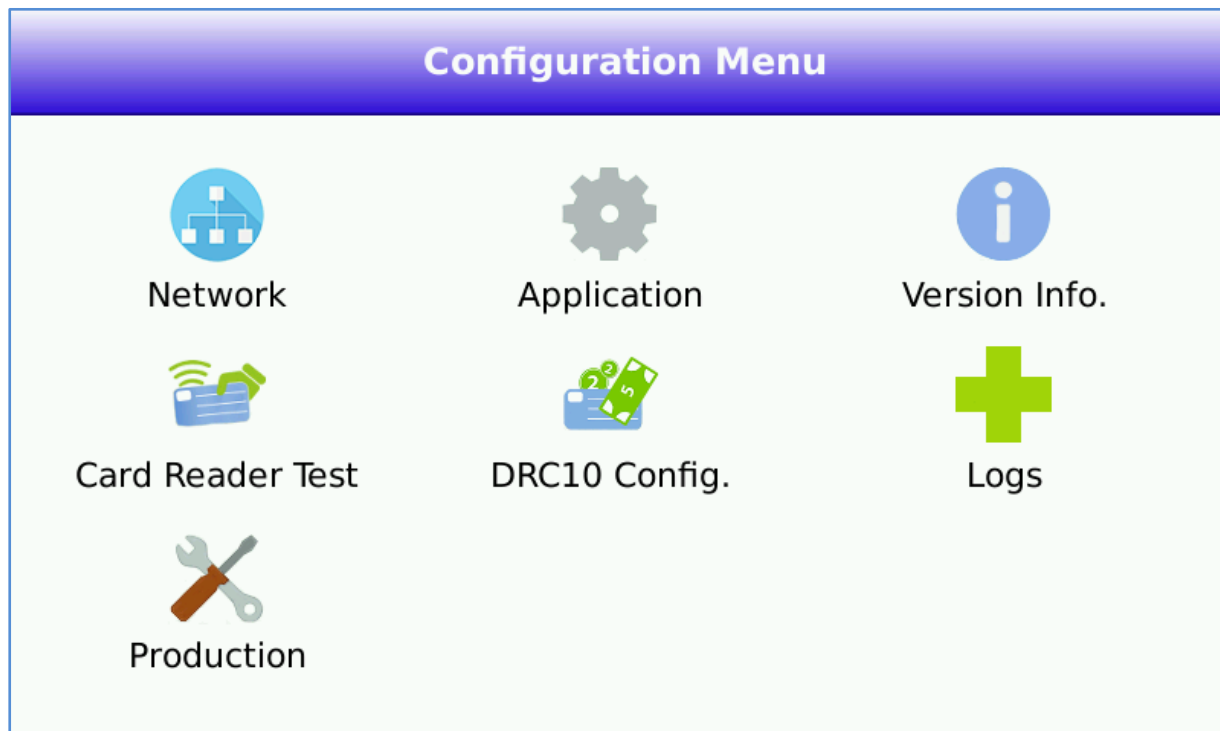 Configuration Menu
Network
Application
Version Info.
Card Reader Test
DRC10 Config.
Logs
Production